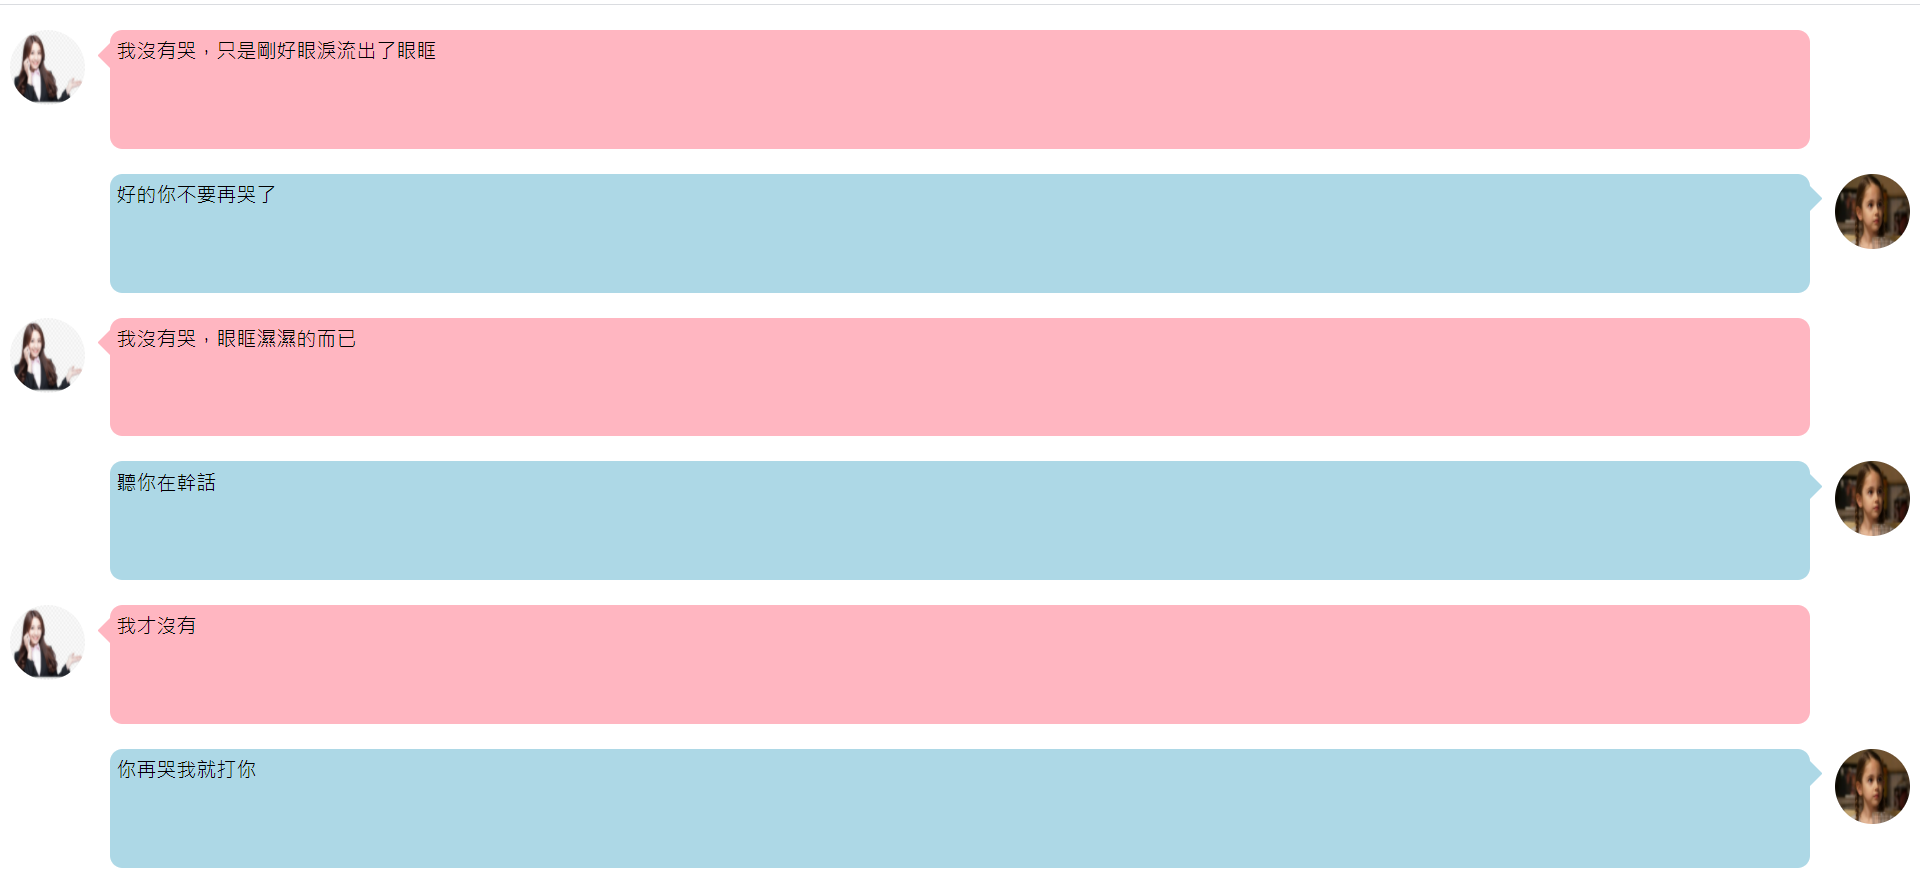 我沒有哭，只是剛好眼淚流出了眼眶
好的你不要再哭了
我沒有哭，眼眶濕濕的而已
聽你在幹話
我才沒有
你再哭我就打你